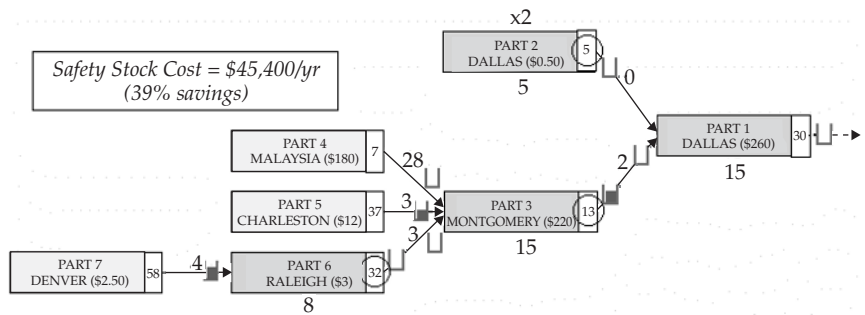 x2
PART 2
DALLAS ($0.50)
5
5
0
Safety Stock Cost = $45,400/yr
(39% savings)
PART 1
DALLAS ($260)
30
15
PART 4
MALAYSIA ($180)
7
28
2
PART 5
CHARLESTON ($12)
37
3
PART 3
MONTGOMERY ($220)
13
15
3
PART 7
DENVER ($2.50)
58
4
PART 6
RALEIGH ($3)
32
8